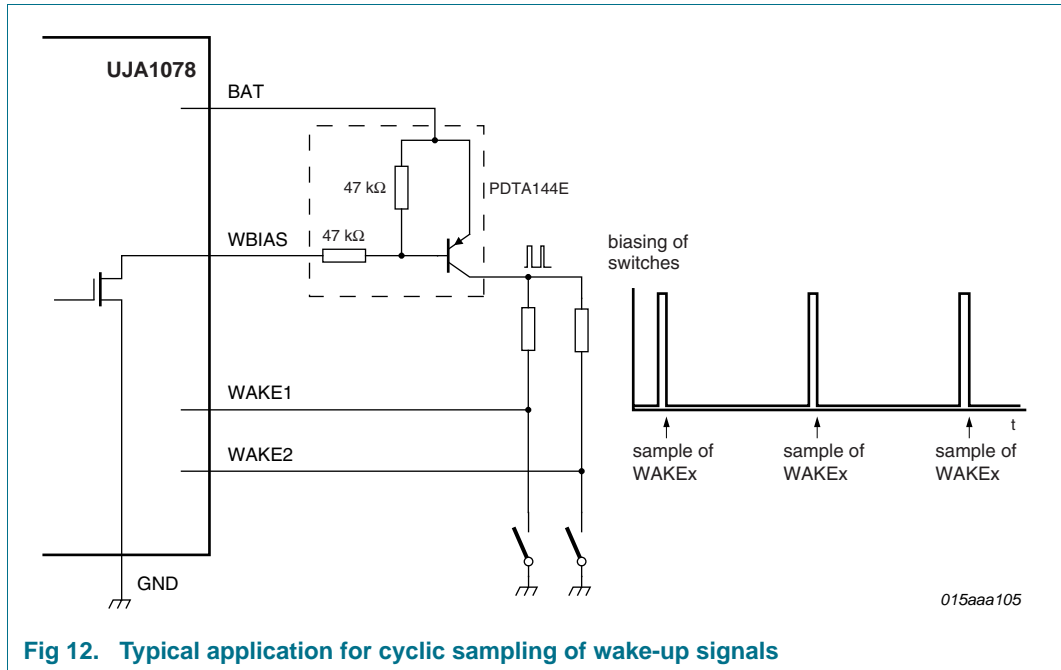 UJA1078
BAT
47 kΩ
PDTA144E
WBIAS
47 kΩ
biasing of
switches
WAKE1
WAKE2
t
sample of
WAKEx
sample of
WAKEx
sample of
WAKEx
GND
015aaa105
Fig 12. Typical application for cyclic sampling of wake-up signals